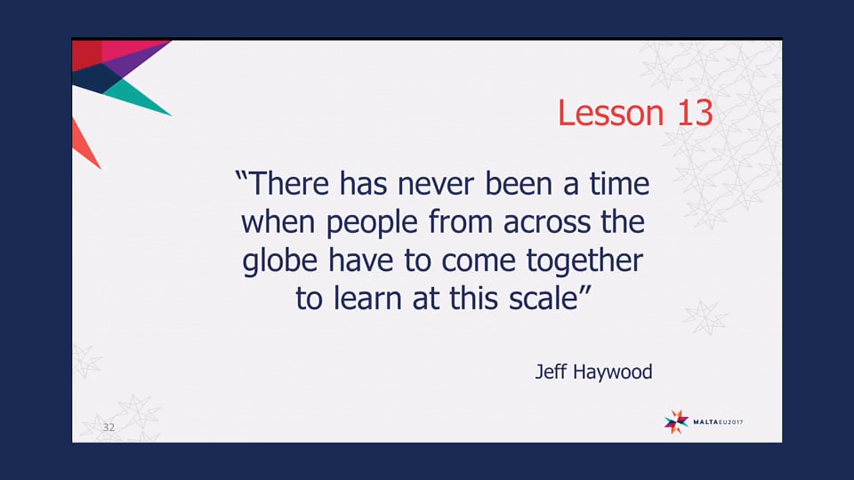 Lesson 13
“There has never been a time
when people from across the
globe have to come together
to learn at this scale”
Jeff Haywood
32
MALTAEU2017